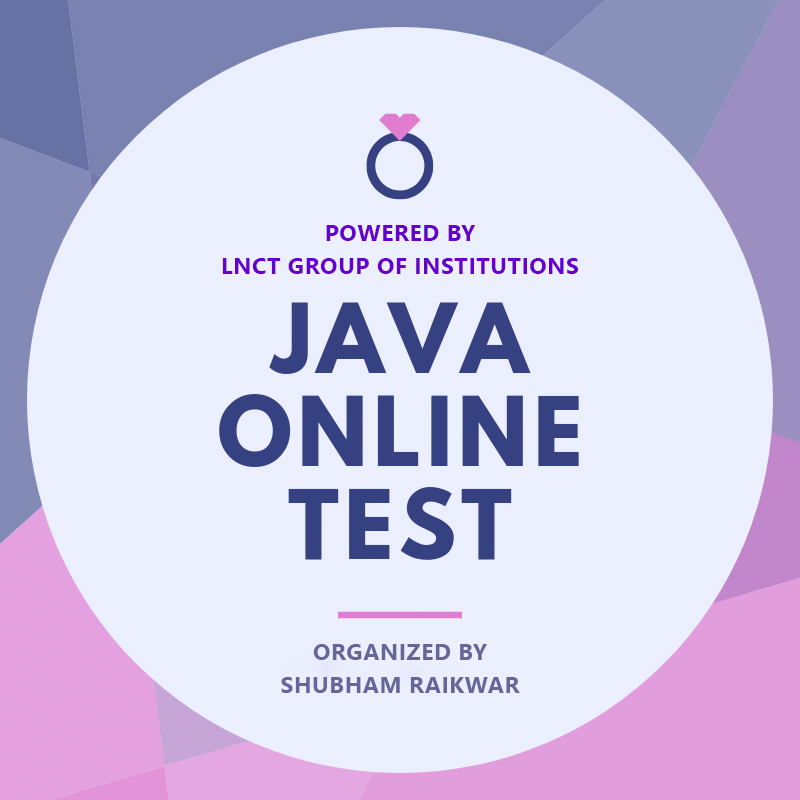 POWERED BY
LNCT GROUP OF INSTITUTIONS
JAVA
ONLINE
TEST
ORGANIZED BY
SHUBHAM RAIKWAR